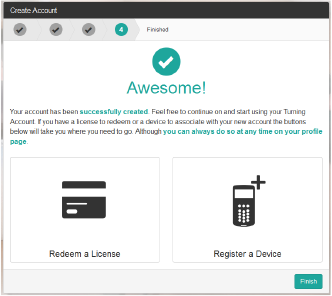 Create Account
4 Finished
Awesome!
Your account has been successfully created. Feel free to continue on and start using your Turning
Account. If you have a license to redeem or a device to associate with your new account the buttons
below will take you where you need to go. Although you can always do so at any time on your profile
page.
Redeem a License
Register a Device
Finish